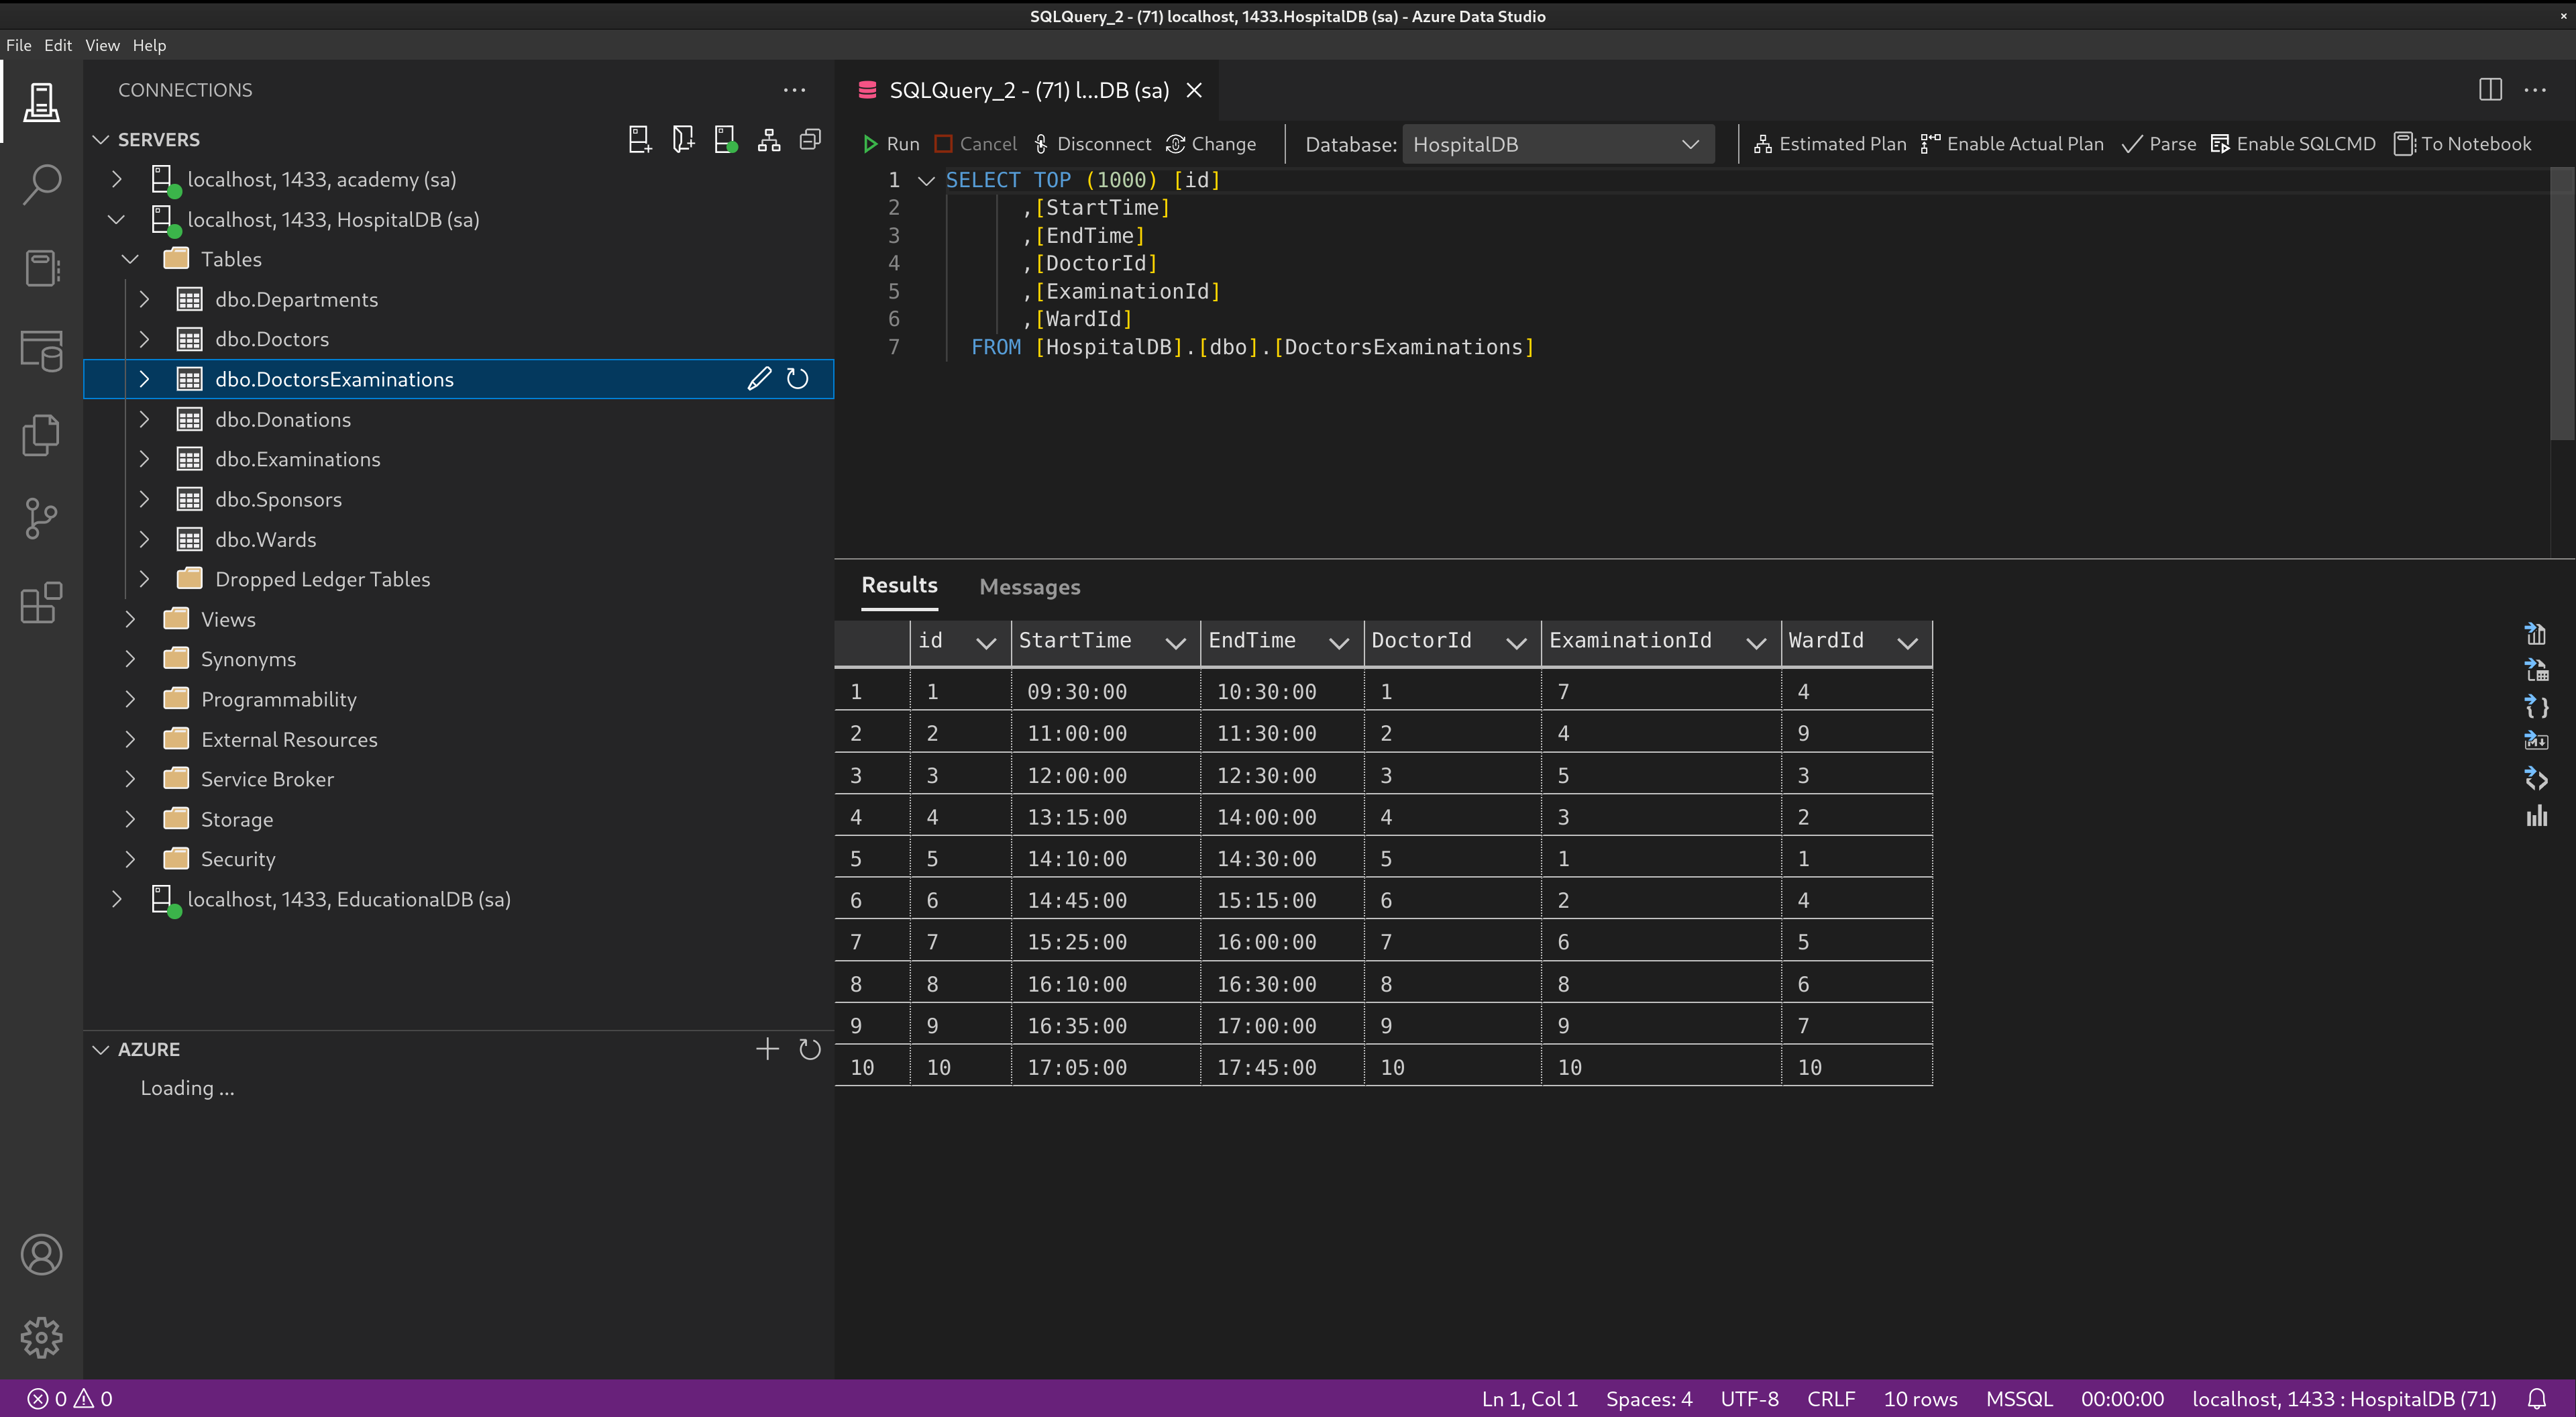 SQLQuery_2 - (71) localhost, 1433.HospitalDB (sa) - Azure Data Studio
File Edit View Help
CONNECTIONS
SERVERS
localhost, 1433, academy (sa)
localhost, 1433, HospitalDB (sa)
Tables
dbo.Departments
dbo.Doctors
dbo.DoctorsExaminations
dbo.Donations
dbo.Examinations
dbo.Sponsors
dbo.Wards
Dropped Ledger Tables
Views
Synonyms
Programmability
External Resources
Service Broker
Storage
Security
localhost, 1433, EducationalDB (sa)
AZURE
Loading ...
SQLQuery_2 - (71) l...DB (sa)
Run Cancel Disconnect Change Database: HospitalDB Estimated Plan Enable Actual Plan Parse Enable SQLCMD To Notebook
1 SELECT TOP (1000) [id]
2 ,[StartTime]
3 ,[EndTime]
4 ,[DoctorId]
5 ,[ExaminationId]
6 ,[WardId]
7 FROM [HospitalDB].[dbo].[DoctorsExaminations]
Results Messages
id StartTime EndTime DoctorId ExaminationId WardId
1 1 09:30:00 10:30:00 1 7 4
2 2 11:00:00 11:30:00 2 4 9
3 3 12:00:00 12:30:00 3 5 3
4 4 13:15:00 14:00:00 4 3 2
5 5 14:10:00 14:30:00 5 1 1
6 6 14:45:00 15:15:00 6 2 4
7 7 15:25:00 16:00:00 7 6 5
8 8 16:10:00 16:30:00 8 8 6
9 9 16:35:00 17:00:00 9 9 7
10 10 17:05:00 17:45:00 10 10 10
0 0 Ln 1, Col 1 Spaces: 4 UTF-8 CRLF 10 rows MSSQL 00:00:00 localhost, 1433 : HospitalDB (71)